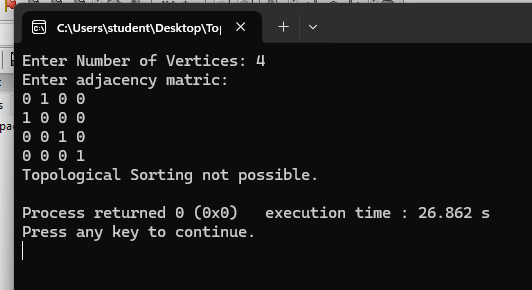 C:\Users\student\Desktop\Top
Enter Number of Vertices: 4
Enter adjacency matric:
0 1 0 0
1 0 0 0
0 0 1 0
0 0 0 1
Topological Sorting not possible.
Process returned 0 (0x0)   execution time : 26.862 s
Press any key to continue.